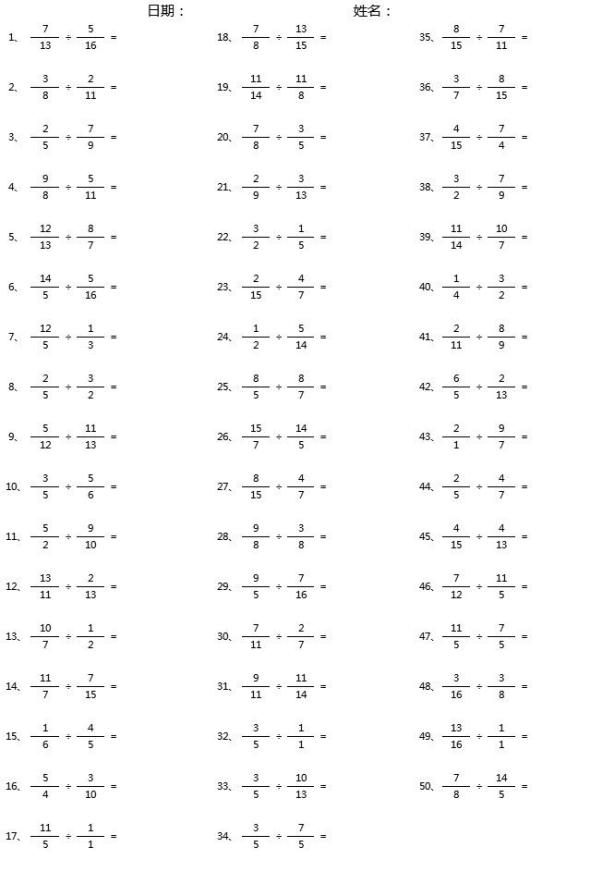 日期： 姓名：
1、 7/13 ÷ 5/16 = 18、 7/8 ÷ 13/15 = 35、 8/15 ÷ 7/11 =
2、 3/8 ÷ 2/11 = 19、 11/14 ÷ 11/8 = 36、 3/7 ÷ 8/15 =
3、 2/5 ÷ 7/9 = 20、 7/8 ÷ 3/5 = 37、 4/15 ÷ 7/4 =
4、 9/8 ÷ 5/11 = 21、 2/9 ÷ 3/13 = 38、 3/2 ÷ 7/9 =
5、 12/13 ÷ 8/7 = 22、 3/2 ÷ 1/5 = 39、 11/14 ÷ 10/7 =
6、 14/5 ÷ 5/16 = 23、 2/15 ÷ 4/7 = 40、 1/4 ÷ 3/2 =
7、 12/5 ÷ 1/3 = 24、 1/2 ÷ 5/14 = 41、 2/11 ÷ 8/9 =
8、 2/5 ÷ 3/2 = 25、 8/5 ÷ 8/7 = 42、 6/5 ÷ 2/13 =
9、 5/12 ÷ 11/13 = 26、 15/7 ÷ 14/5 = 43、 2/1 ÷ 9/7 =
10、 3/5 ÷ 5/6 = 27、 8/15 ÷ 4/7 = 44、 2/5 ÷ 4/7 =
11、 5/2 ÷ 9/10 = 28、 9/8 ÷ 3/8 = 45、 4/15 ÷ 4/13 =
12、 13/11 ÷ 2/13 = 29、 9/5 ÷ 7/16 = 46、 7/12 ÷ 11/5 =
13、 10/7 ÷ 1/2 = 30、 7/11 ÷ 2/7 = 47、 11/5 ÷ 7/5 =
14、 11/7 ÷ 7/15 = 31、 9/11 ÷ 11/14 = 48、 3/16 ÷ 3/8 =
15、 1/6 ÷ 4/5 = 32、 3/5 ÷ 1/1 = 49、 13/16 ÷ 1/1 =
16、 5/4 ÷ 3/10 = 33、 3/5 ÷ 10/13 = 50、 7/8 ÷ 14/5 =
17、 11/5 ÷ 1/1 = 34、 3/5 ÷ 7/5 =